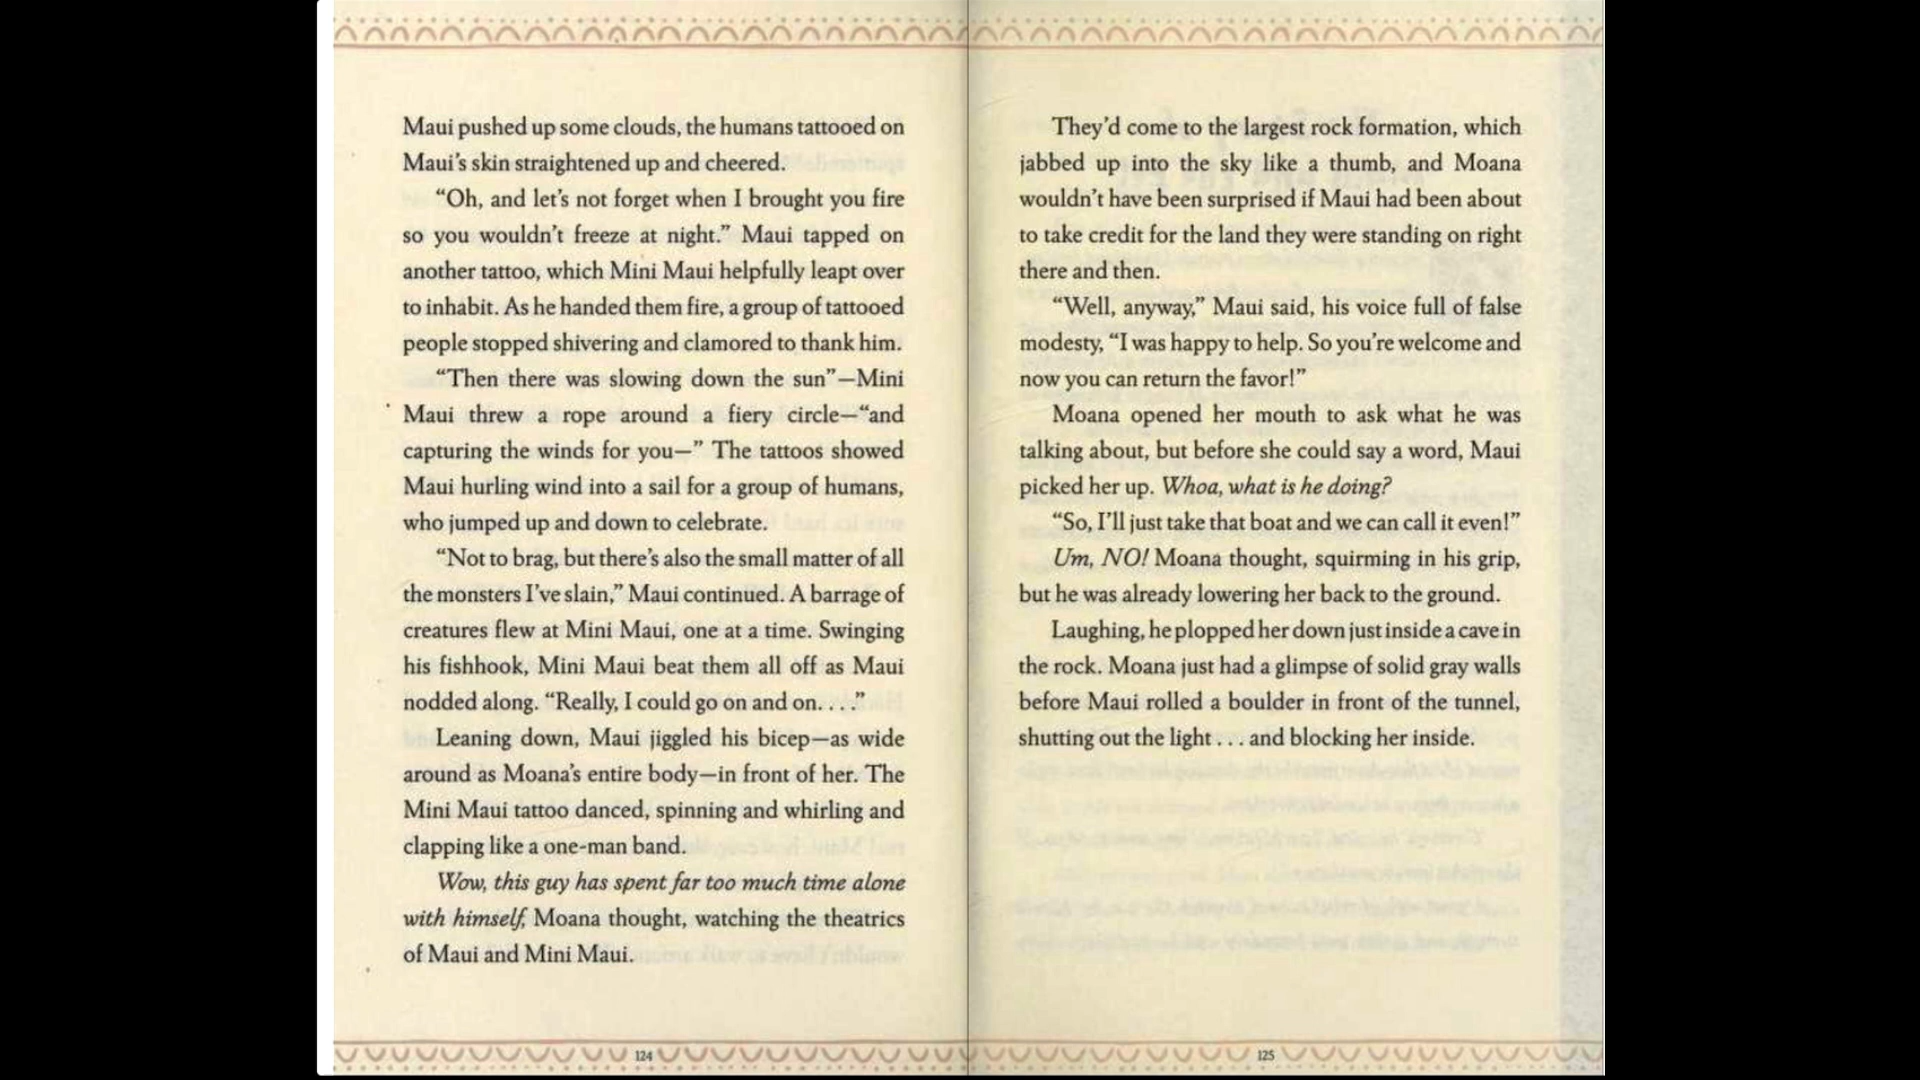 Maui pushed up some clouds, the humans tattooed on
Maui's skin straightened up and cheered.
“Oh, and let's not forget when I brought you fire
so you wouldn't freeze at night.” Maui tapped on
another tattoo, which Mini Maui helpfully leapt over
to inhabit. As he handed them fire, a group of tattooed
people stopped shivering and clamored to thank him.
“Then there was slowing down the sun”—Mini
Maui threw a rope around a fiery circle—“and
capturing the winds for you—” The tattoos showed
Maui hurling wind into a sail for a group of humans,
who jumped up and down to celebrate.
“Not to brag, but there's also the small matter of all
the monsters I've slain,” Maui continued. A barrage of
creatures flew at Mini Maui, one at a time. Swinging
his fishhook, Mini Maui beat them all off as Maui
nodded along. “Really, I could go on and on. . . .”
Leaning down, Maui jiggled his bicep—as wide
around as Moana's entire body—in front of her. The
Mini Maui tattoo danced, spinning and whirling and
clapping like a one-man band.
Wow, this guy has spent far too much time alone
with himself, Moana thought, watching the theatrics
of Maui and Mini Maui.
124
They'd come to the largest rock formation, which
jabbed up into the sky like a thumb, and Moana
wouldn't have been surprised if Maui had been about
to take credit for the land they were standing on right
there and then.
“Well, anyway,” Maui said, his voice full of false
modesty, “I was happy to help. So you're welcome and
now you can return the favor!”
Moana opened her mouth to ask what he was
talking about, but before she could say a word, Maui
picked her up. Whoa, what is he doing?
“So, I'll just take that boat and we can call it even!”
Um, NO! Moana thought, squirming in his grip,
but he was already lowering her back to the ground.
Laughing, he plopped her down just inside a cave in
the rock. Moana just had a glimpse of solid gray walls
before Maui rolled a boulder in front of the tunnel,
shutting out the light . . . and blocking her inside.
125